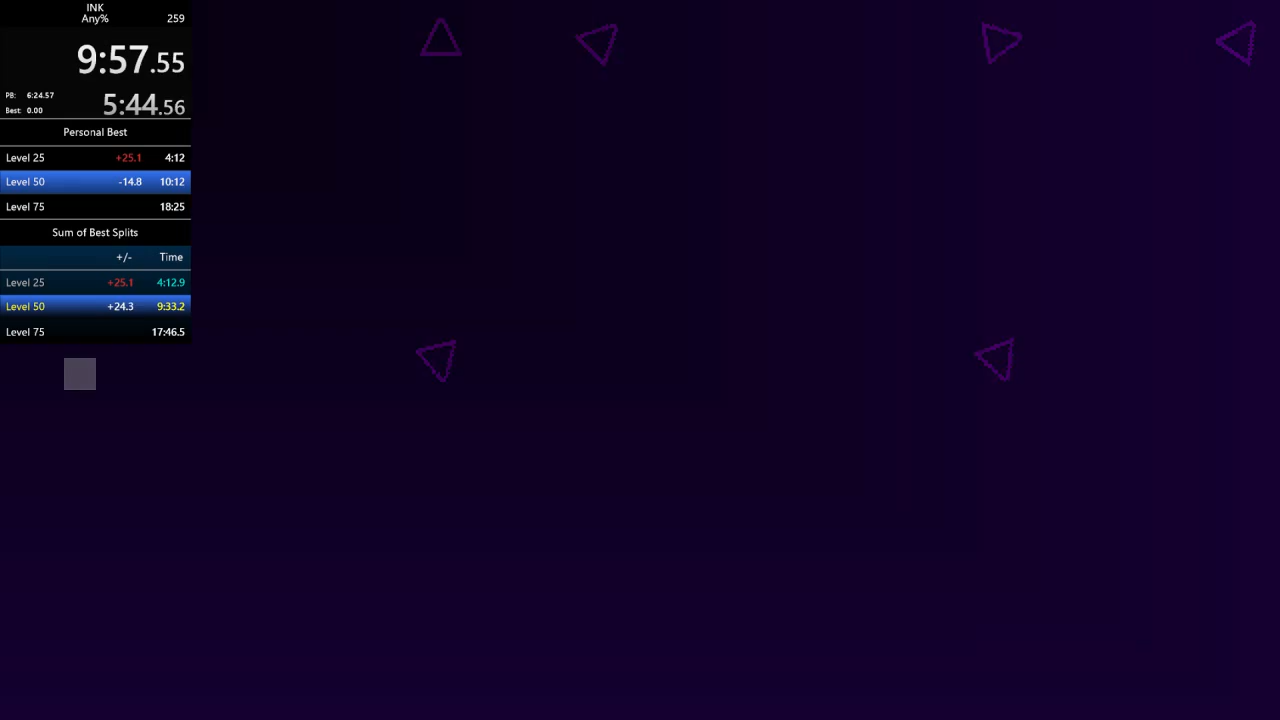 INK
Any% 259
9:57.55
PB: 6:24.57
Best: 0.00
5:44.56
Personal Best
Level 25 +25.1 4:12
Level 50 -14.8 10:12
Level 75 18:25
Sum of Best Splits
+/- Time
Level 25 +25.1 4:12.9
Level 50 +24.3 9:33.2
Level 75 17:46.5